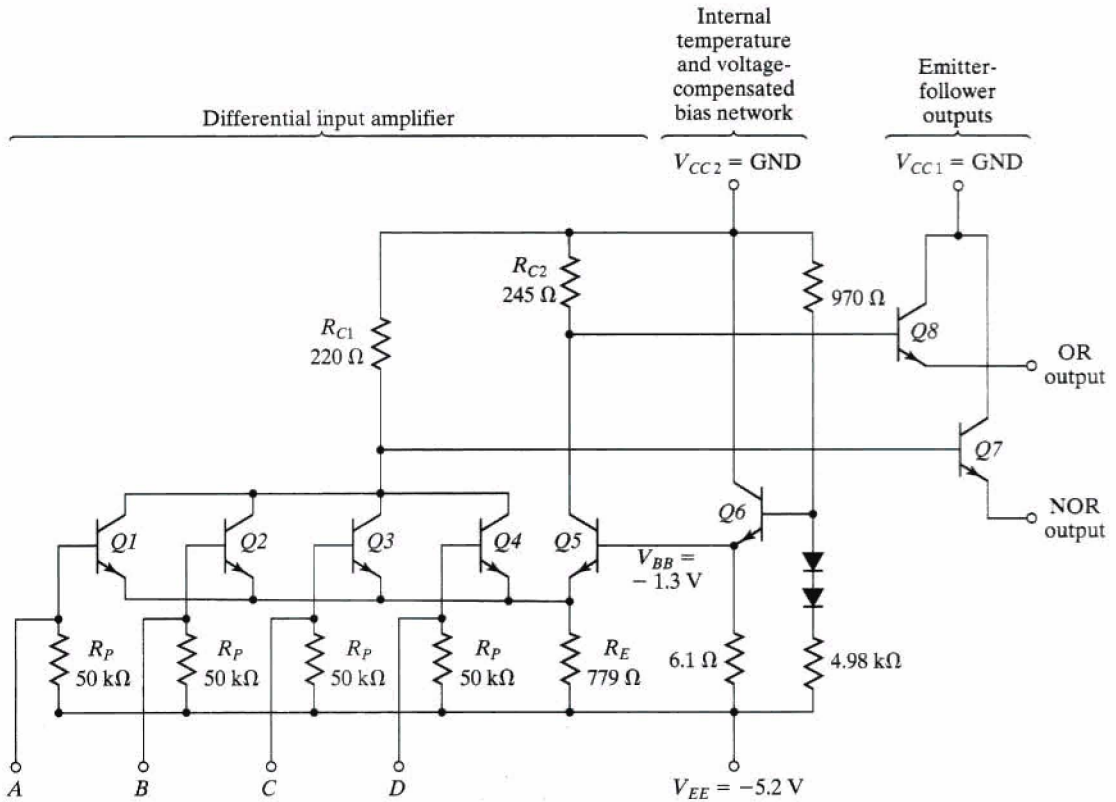 Internal
temperature
and voltage-
compensated
bias network
Emitter-
follower
outputs
Differential input amplifier
V_CC2 = GND
V_CC1 = GND
R_C2
245 Ω
970 Ω
R_C1
220 Ω
Q8
OR
output
Q7
NOR
output
Q1
Q2
Q3
Q4
Q5
Q6
V_BB =
− 1.3 V
R_P
50 kΩ
R_P
50 kΩ
R_P
50 kΩ
R_P
50 kΩ
R_E
779 Ω
6.1 Ω
4.98 kΩ
A
B
C
D
V_EE = −5.2 V